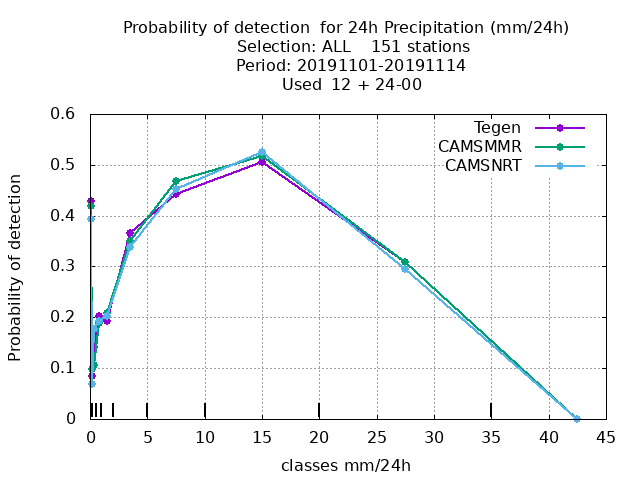 Probability of detection  for 24h Precipitation (mm/24h)
Selection: ALL    151 stations
Period: 20191101-20191114
Used  12 + 24-00
Probability of detection
0.6
0.5
0.4
0.3
0.2
0.1
0
Tegen
CAMSMMR
CAMSNRT
0 5 10 15 20 25 30 35 40 45
classes mm/24h